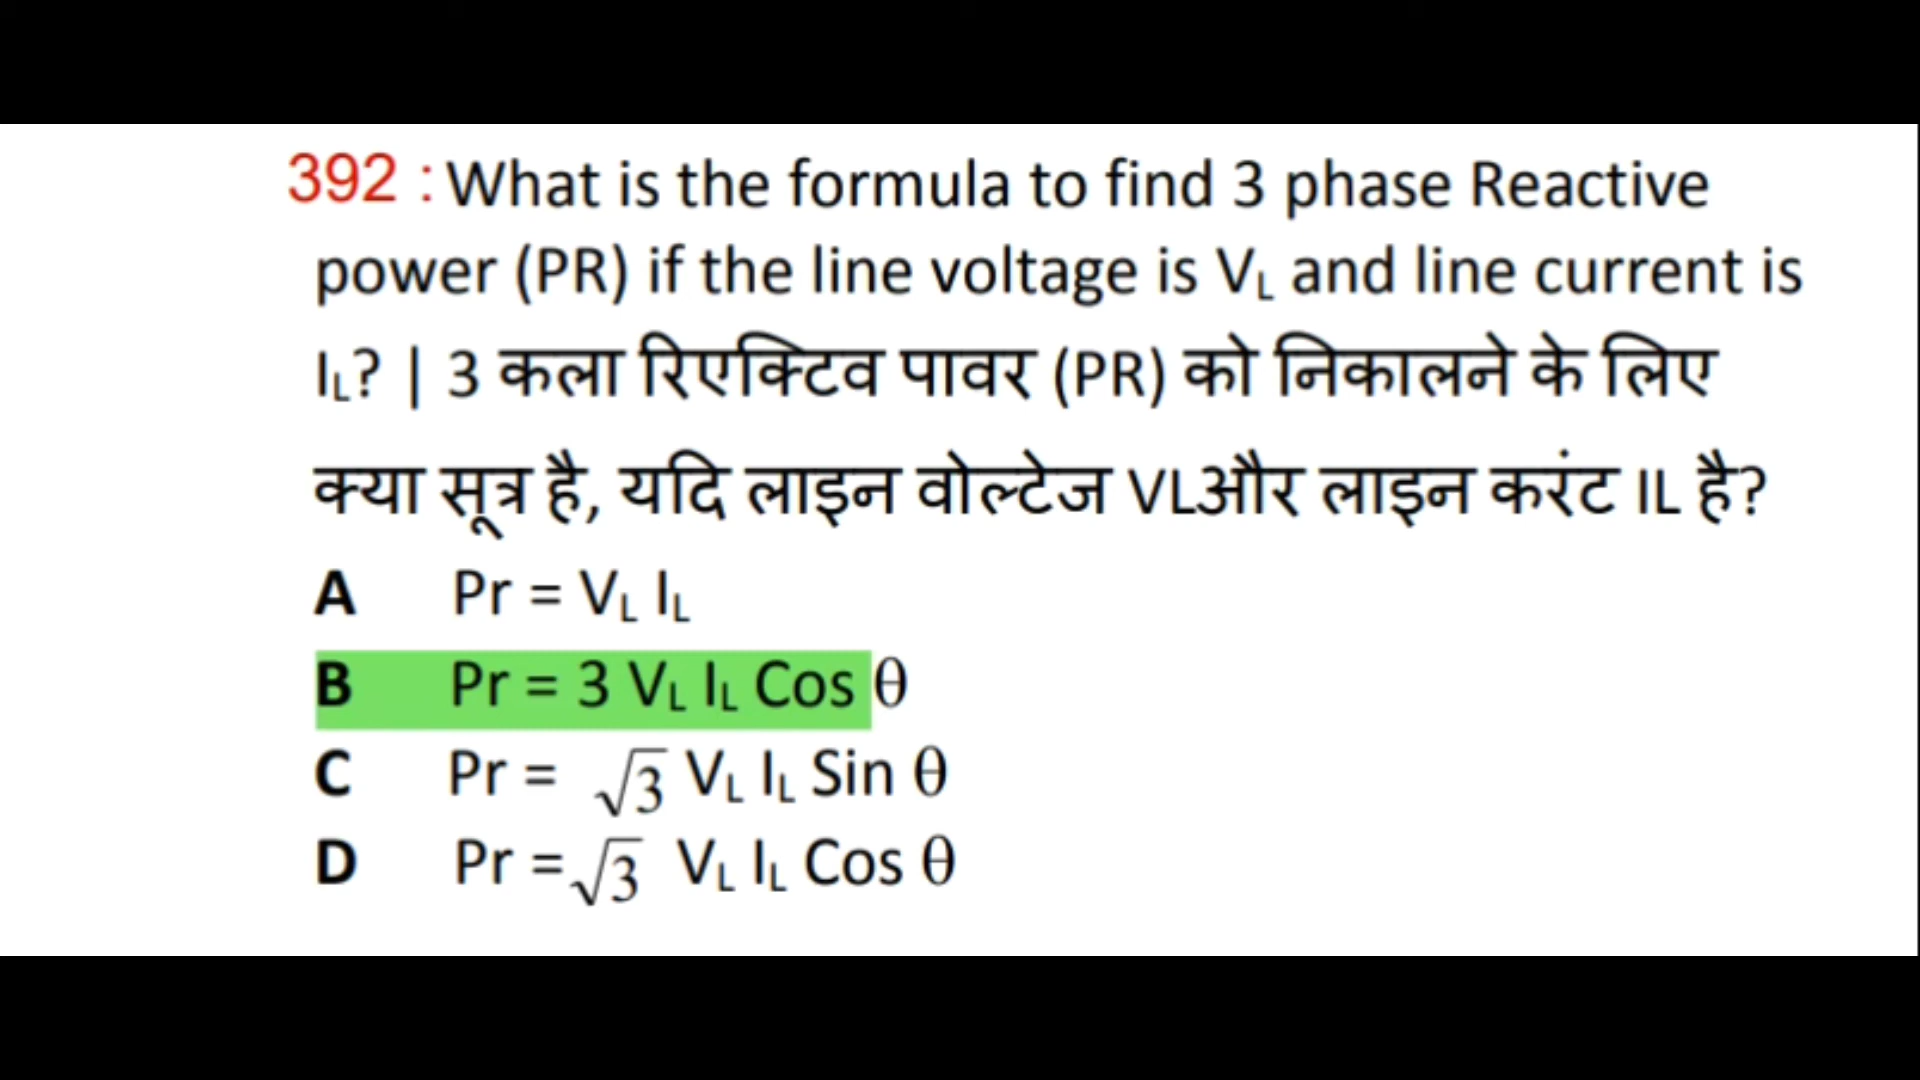 392 : What is the formula to find 3 phase Reactive
power (PR) if the line voltage is VL and line current is
IL? | 3 कला रिएक्टिव पावर (PR) को निकालने के लिए
क्या सूत्र है, यदि लाइन वोल्टेज VLऔर लाइन करंट IL है?
A Pr = VL IL
B Pr = 3 VL IL Cos θ
C Pr = √3 VL IL Sin θ
D Pr =√3 VL IL Cos θ